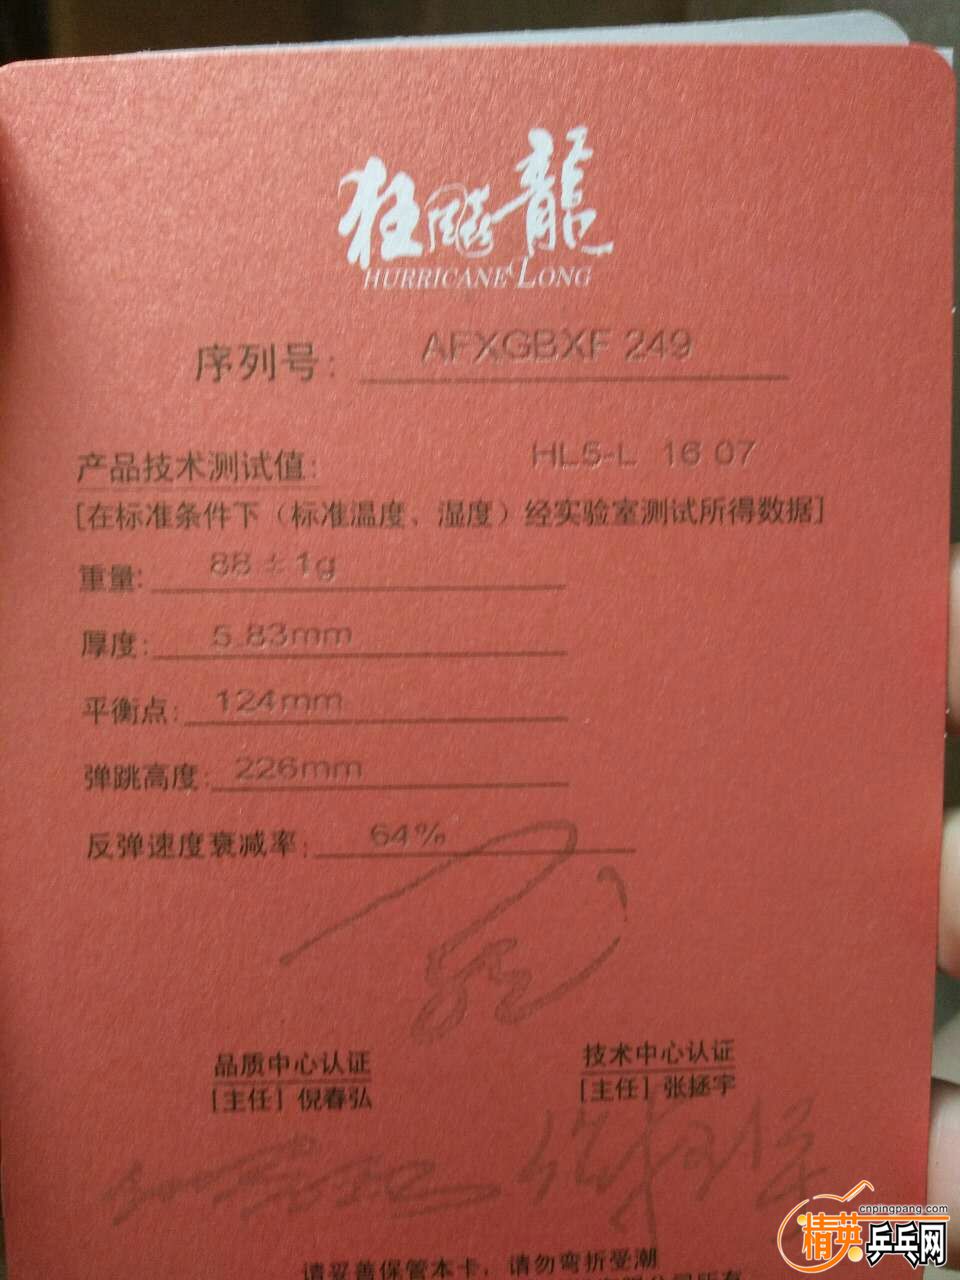 狂飚龍
HURRICANE LONG
序列号: AFXGBXF 249
产品技术测试值: HL5-L 16 07
[在标准条件下（标准温度、湿度）经实验室测试所得数据]
重量: 88 ± 1g
厚度: 5.83mm
平衡点: 124mm
弹跳高度: 226mm
反弹速度衰减率: 64%
品质中心认证 技术中心认证
[主任] 倪春弘 [主任] 张拯宇
请妥善保管本卡，请勿弯折受潮
cnpingpang.com
精英乒乓网